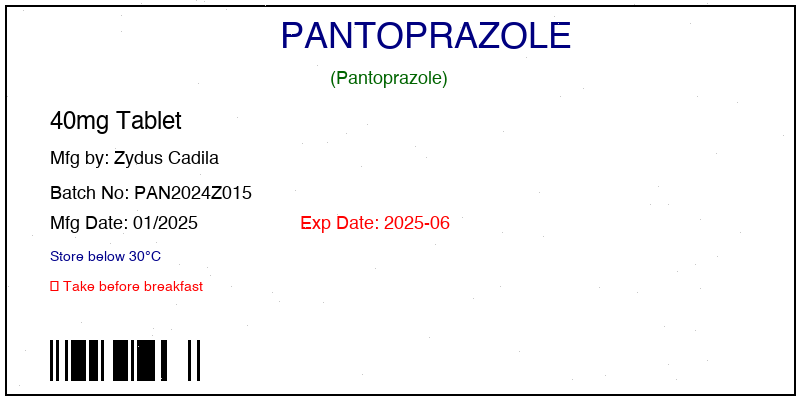 PANTOPRAZOLE
(Pantoprazole)
40mg Tablet
Mfg by: Zydus Cadila
Batch No: PAN2024Z015
Mfg Date: 01/2025 Exp Date: 2025-06
Store below 30°C
Take before breakfast